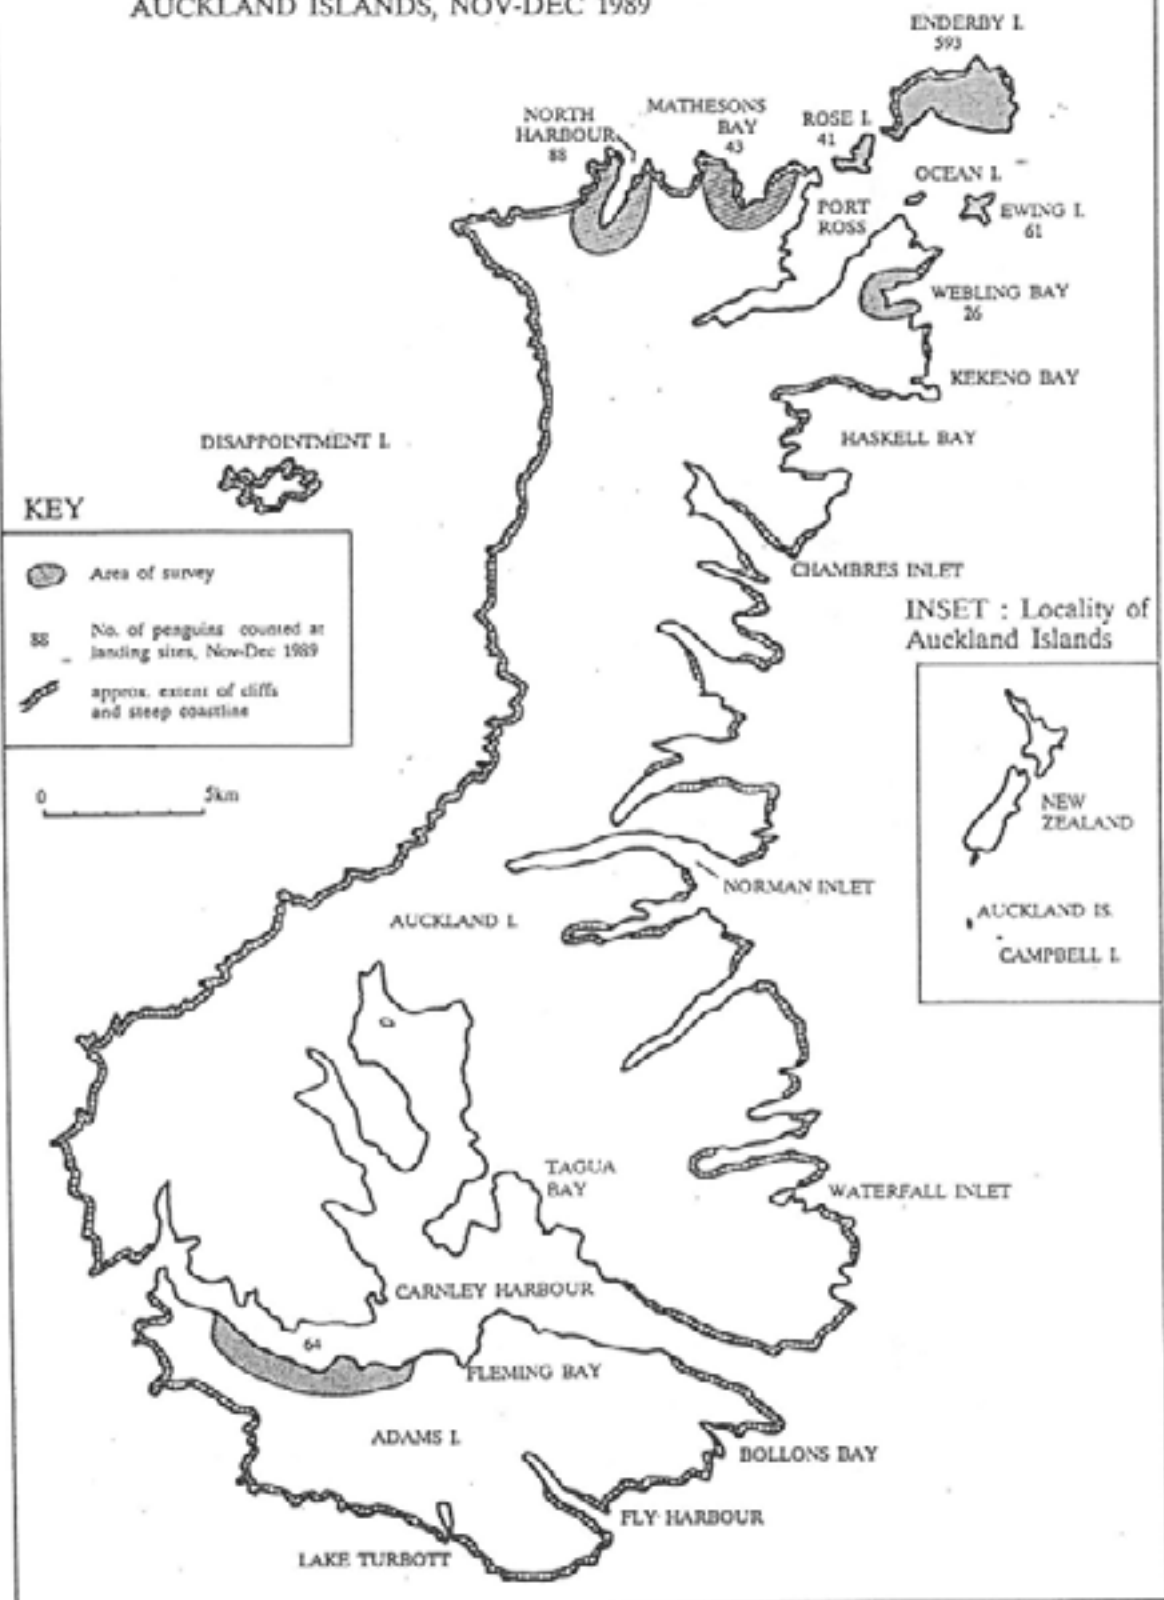 AUCKLAND ISLANDS, NOV-DEC 1989
ENDERBY I.
593
NORTH
HARBOUR
88
MATHESONS
BAY
43
ROSE I.
41
OCEAN I.
PORT
ROSS
EWING I.
61
WEBLING BAY
26
KEKENO BAY
HASKELL BAY
DISAPPOINTMENT I.
KEY
Area of survey
88
No. of penguins counted at
landing sites, Nov-Dec 1989
approx. extent of cliffs
and steep coastline
0
5km
CHAMBRES INLET
INSET : Locality of
Auckland Islands
NEW
ZEALAND
AUCKLAND IS.
CAMPBELL I.
NORMAN INLET
AUCKLAND I.
TAGUA
BAY
WATERFALL INLET
CARNLEY HARBOUR
64
FLEMING BAY
ADAMS I.
BOLLONS BAY
FLY HARBOUR
LAKE TURBOTT